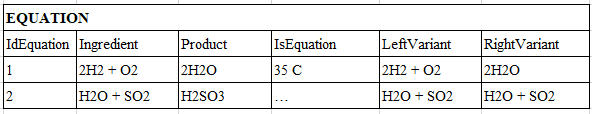 EQUATION
IdEquation Ingredient Product IsEquation LeftVariant RightVariant
1 2H2 + O2 2H2O 35 C 2H2 + O2 2H2O
2 H2O + SO2 H2SO3 … H2O + SO2 H2O + SO2